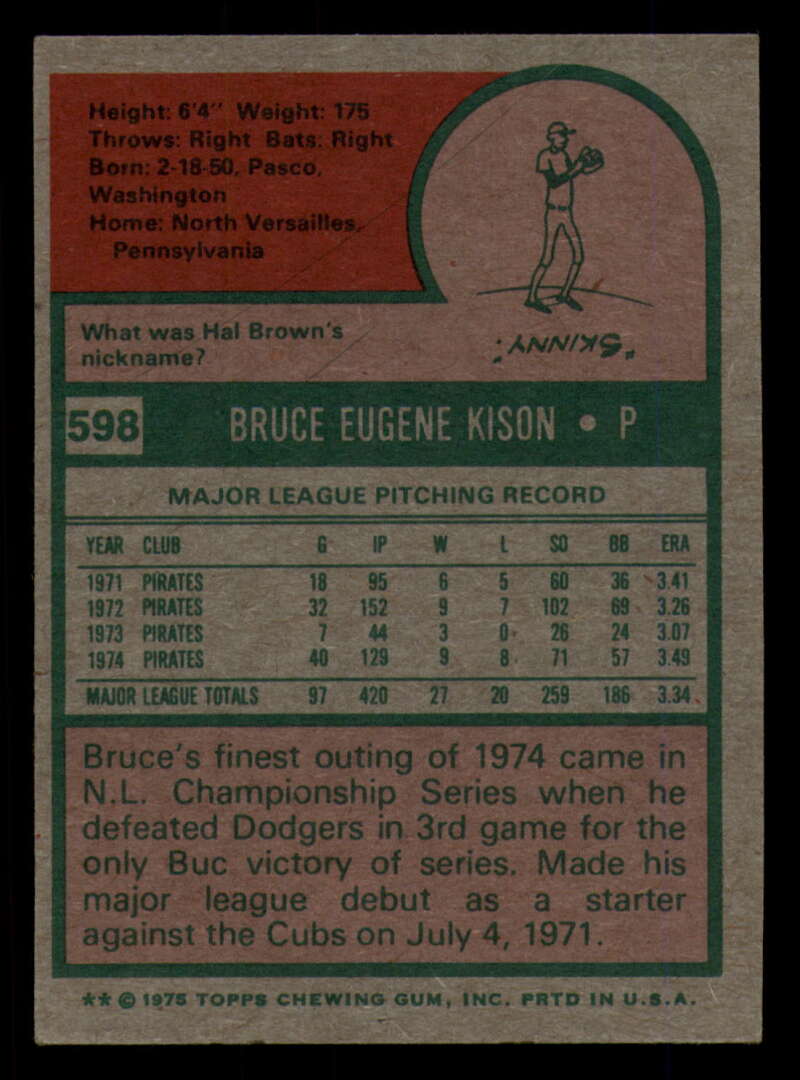 Height: 6'4" Weight: 175
Throws: Right Bats: Right
Born: 2-18-50, Pasco,
Washington
Home: North Versailles,
Pennsylvania
What was Hal Brown's
nickname?
"SKINNY".
598 BRUCE EUGENE KISON • P
MAJOR LEAGUE PITCHING RECORD
YEAR CLUB G IP W L SO BB ERA
1971 PIRATES 18 95 6 5 60 36 3.41
1972 PIRATES 32 152 9 7 102 69 3.26
1973 PIRATES 7 44 3 0 26 24 3.07
1974 PIRATES 40 129 9 8 71 57 3.49
MAJOR LEAGUE TOTALS 97 420 27 20 259 186 3.34
Bruce's finest outing of 1974 came in
N.L. Championship Series when he
defeated Dodgers in 3rd game for the
only Buc victory of series. Made his
major league debut as a starter
against the Cubs on July 4, 1971.
** © 1975 TOPPS CHEWING GUM, INC. PRTD IN U.S.A.